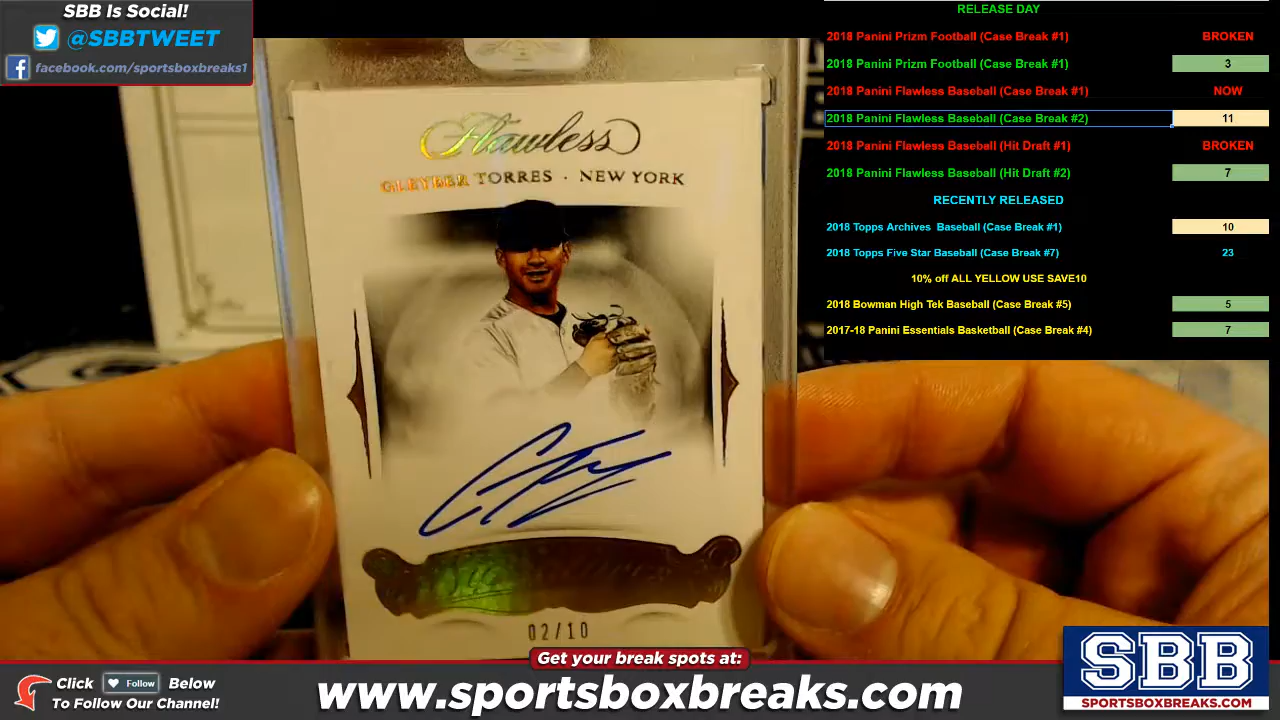 SBB Is Social!
@SBBTWEET
facebook.com/sportsboxbreaks1
RELEASE DAY
2018 Panini Prizm Football (Case Break #1) BROKEN
2018 Panini Prizm Football (Case Break #1) 3
2018 Panini Flawless Baseball (Case Break #1) NOW
2018 Panini Flawless Baseball (Case Break #2) 11
2018 Panini Flawless Baseball (Hit Draft #1) BROKEN
2018 Panini Flawless Baseball (Hit Draft #2) 7
RECENTLY RELEASED
2018 Topps Archives Baseball (Case Break #1) 10
2018 Topps Five Star Baseball (Case Break #7) 23
10% off ALL YELLOW USE SAVE10
2018 Bowman High Tek Baseball (Case Break #5) 5
2017-18 Panini Essentials Basketball (Case Break #4) 7
Flawless
GLEYBER TORRES · NEW YORK
02/10
Get your break spots at:
Click Follow Below
To Follow Our Channel!
www.sportsboxbreaks.com
SBB
SPORTSBOXBREAKS.COM